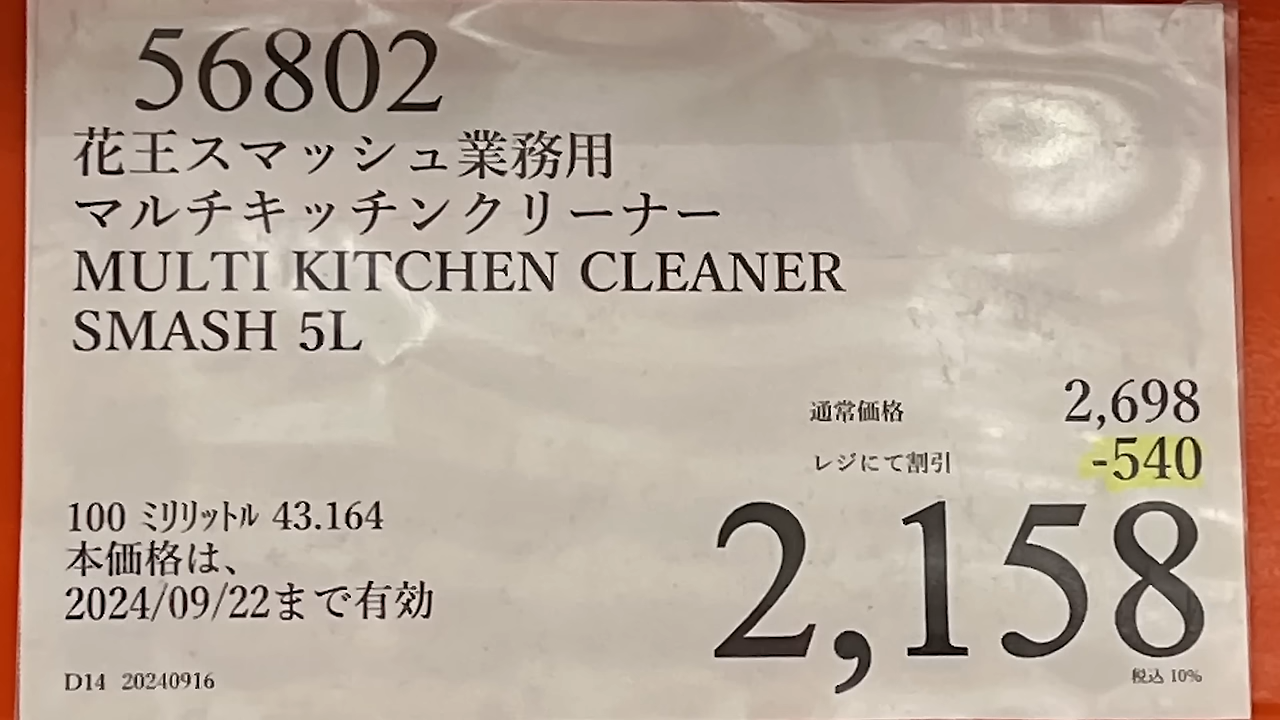 56802
花王スマッシュ業務用
マルチキッチンクリーナー
MULTI KITCHEN CLEANER
SMASH 5L
通常価格 2,698
レジにて割引 -540
2,158
税込 10%
100 ﾐﾘﾘｯﾄﾙ 43.164
本価格は、
2024/09/22まで有効
D14 20240916